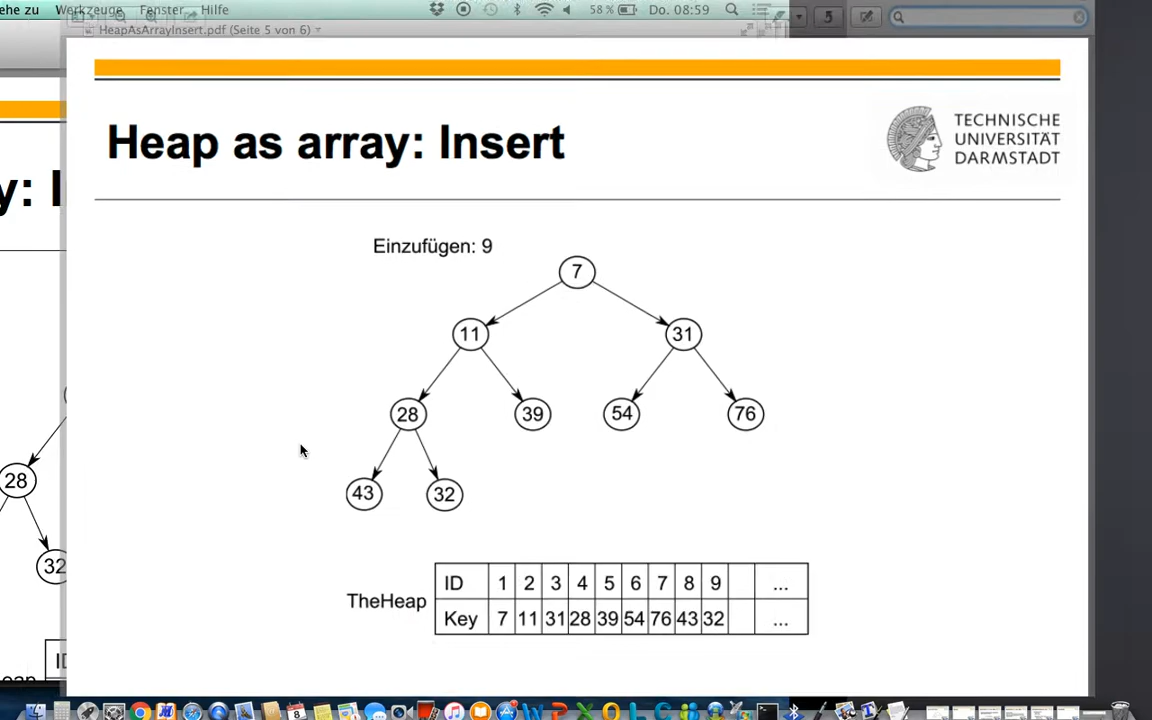 ehe zu Werkzeuge Fenster Hilfe 58 % Do. 08:59
HeapAsArrayInsert.pdf (Seite 5 von 6)
Heap as array: Insert
TECHNISCHE
UNIVERSITÄT
DARMSTADT
y: I
Einzufügen: 9
7
11 31
28 39 54 76
43 32
28
32
TheHeap
ID 1 2 3 4 5 6 7 8 9 ...
Key 7 11 31 28 39 54 76 43 32 ...